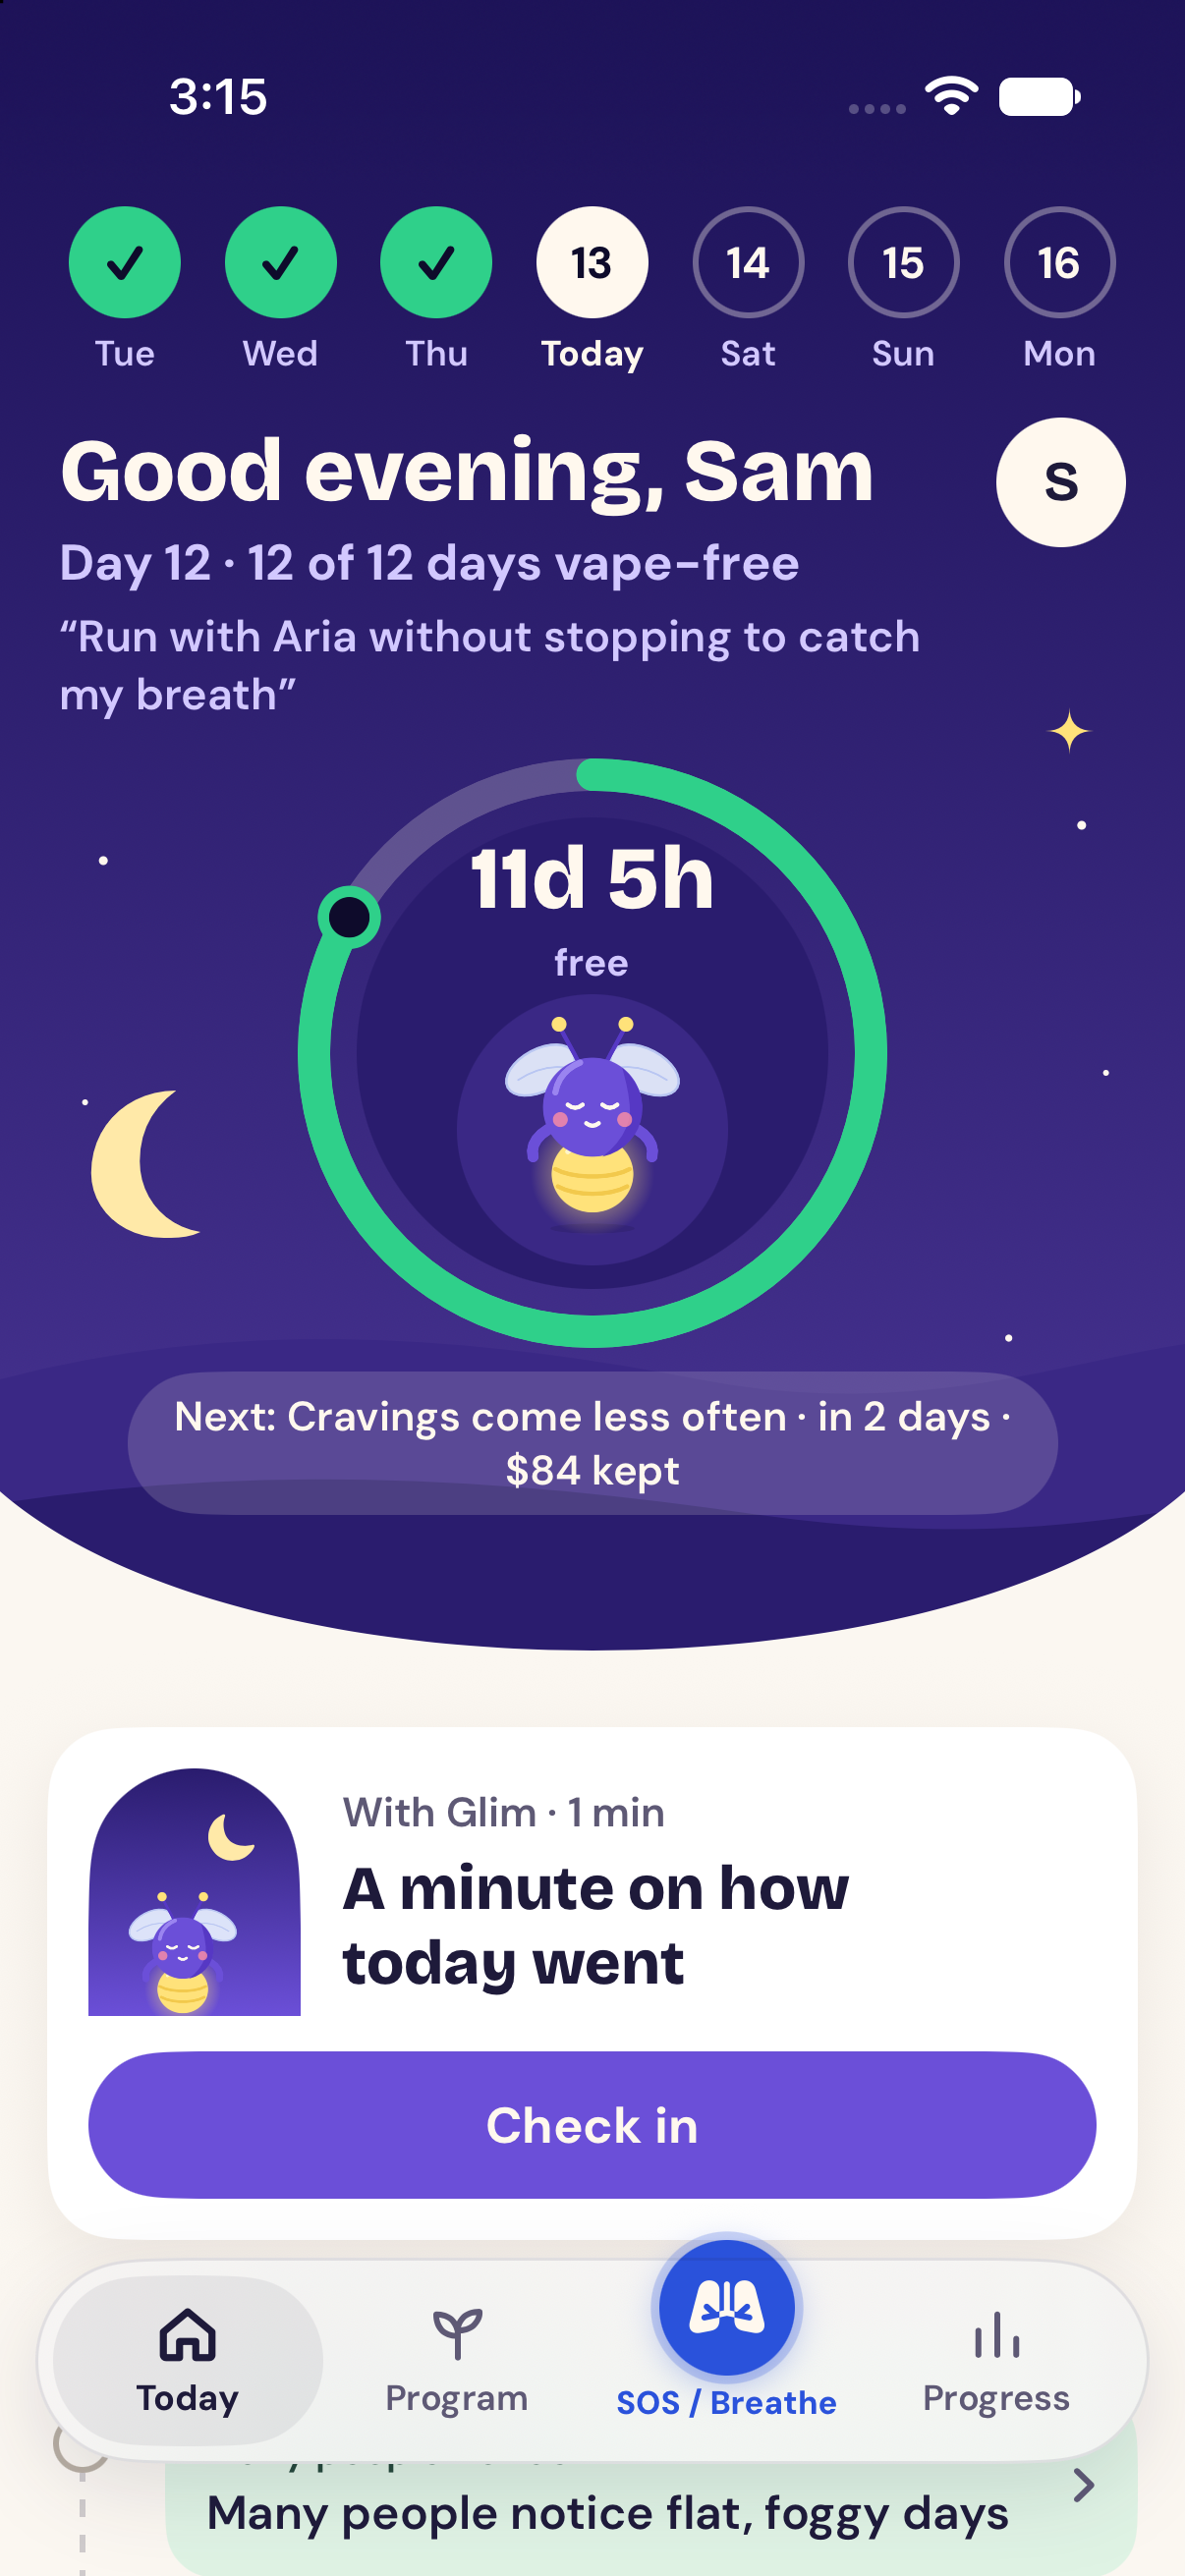 3:15
13 14 15 16
Tue Wed Thu Today Sat Sun Mon
Good evening, Sam
S
Day 12 · 12 of 12 days vape-free
“Run with Aria without stopping to catch
my breath”
11d 5h
free
Next: Cravings come less often · in 2 days ·
$84 kept
With Glim · 1 min
A minute on how
today went
Check in
Today Program SOS / Breathe Progress
Many people notice flat, foggy days